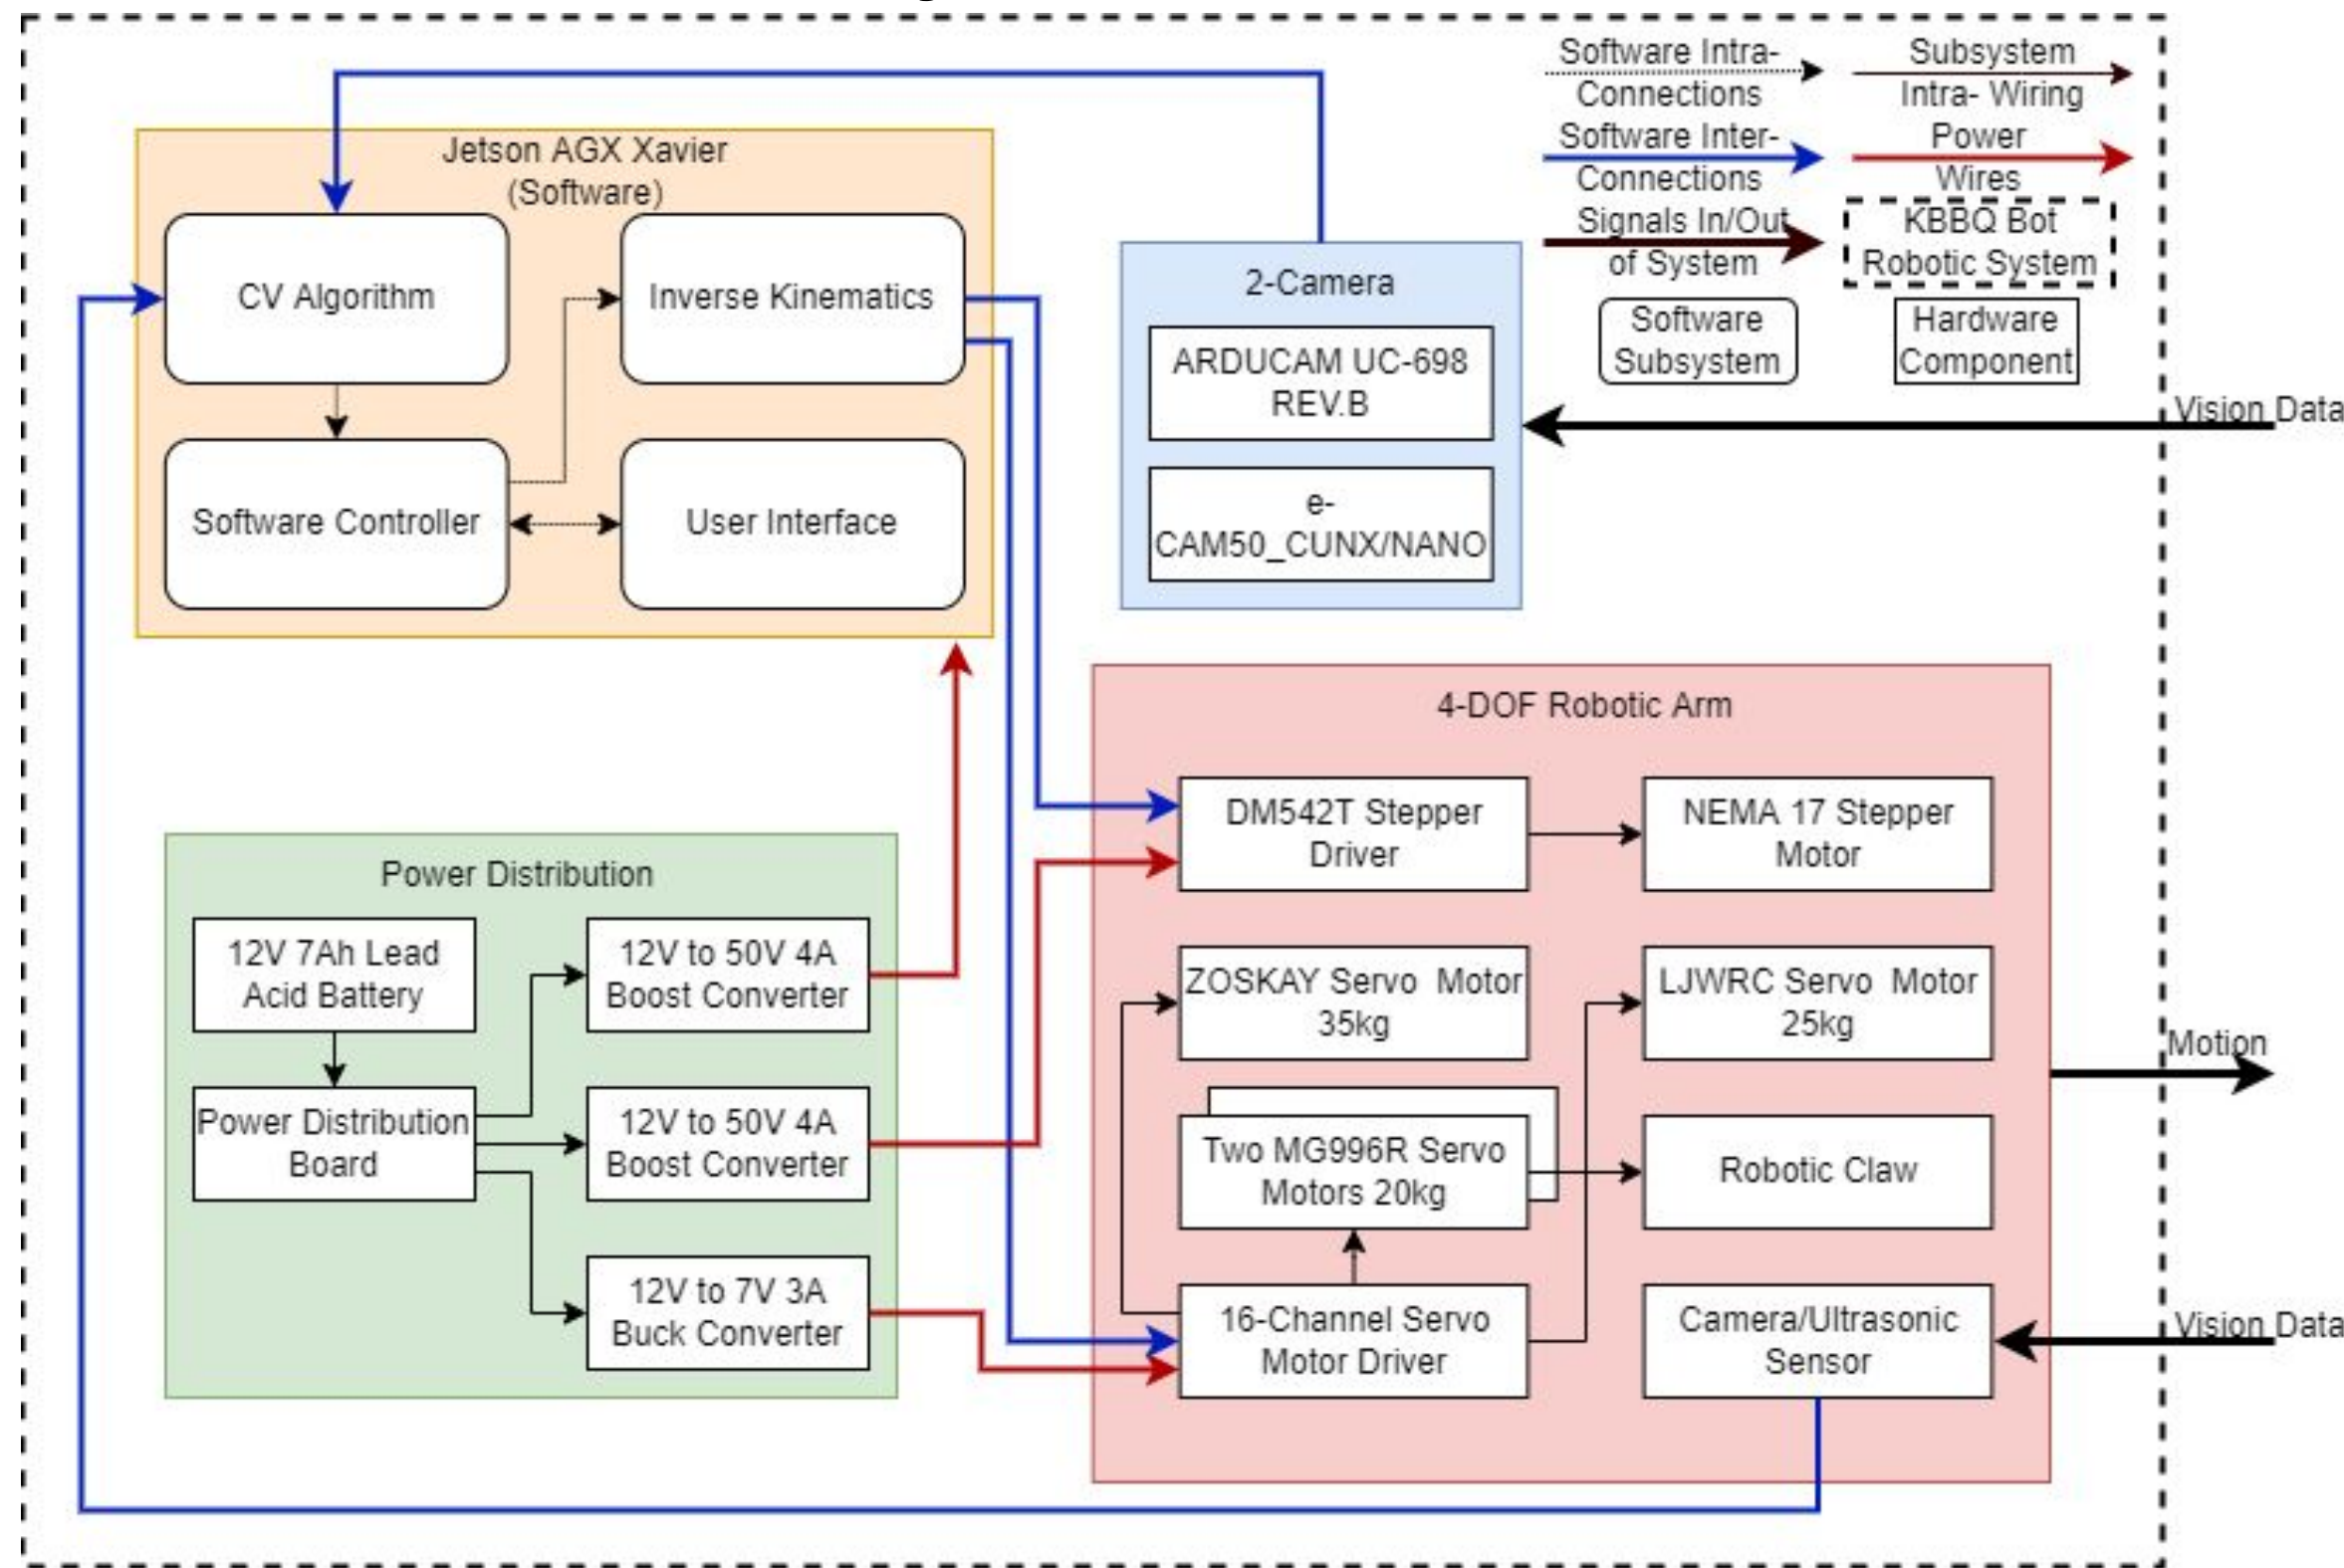 Software Intra-
Connections
Subsystem
Intra- Wiring
Software Inter-
Connections
Power
Wires
Signals In/Out
of System
KBBQ Bot
Robotic System
Software
Subsystem
Hardware
Component
Jetson AGX Xavier
(Software)
CV Algorithm
Inverse Kinematics
Software Controller
User Interface
2-Camera
ARDUCAM UC-698
REV.B
e-
CAM50_CUNX/NANO
Vision Data
4-DOF Robotic Arm
DM542T Stepper
Driver
NEMA 17 Stepper
Motor
ZOSKAY Servo  Motor
35kg
LJWRC Servo  Motor
25kg
Two MG996R Servo
Motors 20kg
Robotic Claw
16-Channel Servo
Motor Driver
Camera/Ultrasonic
Sensor
Motion
Vision Data
Power Distribution
12V 7Ah Lead
Acid Battery
12V to 50V 4A
Boost Converter
Power Distribution
Board
12V to 50V 4A
Boost Converter
12V to 7V 3A
Buck Converter